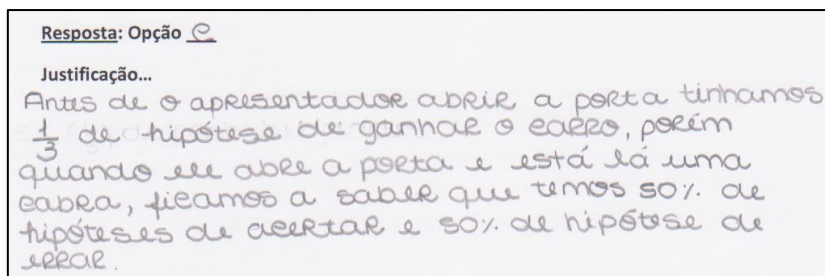 Resposta: Opção C
Justificação...
Antes de o apresentador abrir a porta tinhamos
1/3 de hipótese de ganhar o carro, porém
quando ele abre a porta e está lá uma
cabra, ficamos a saber que temos 50% de
hipóteses de acertar e 50% de hipótese de
errar.